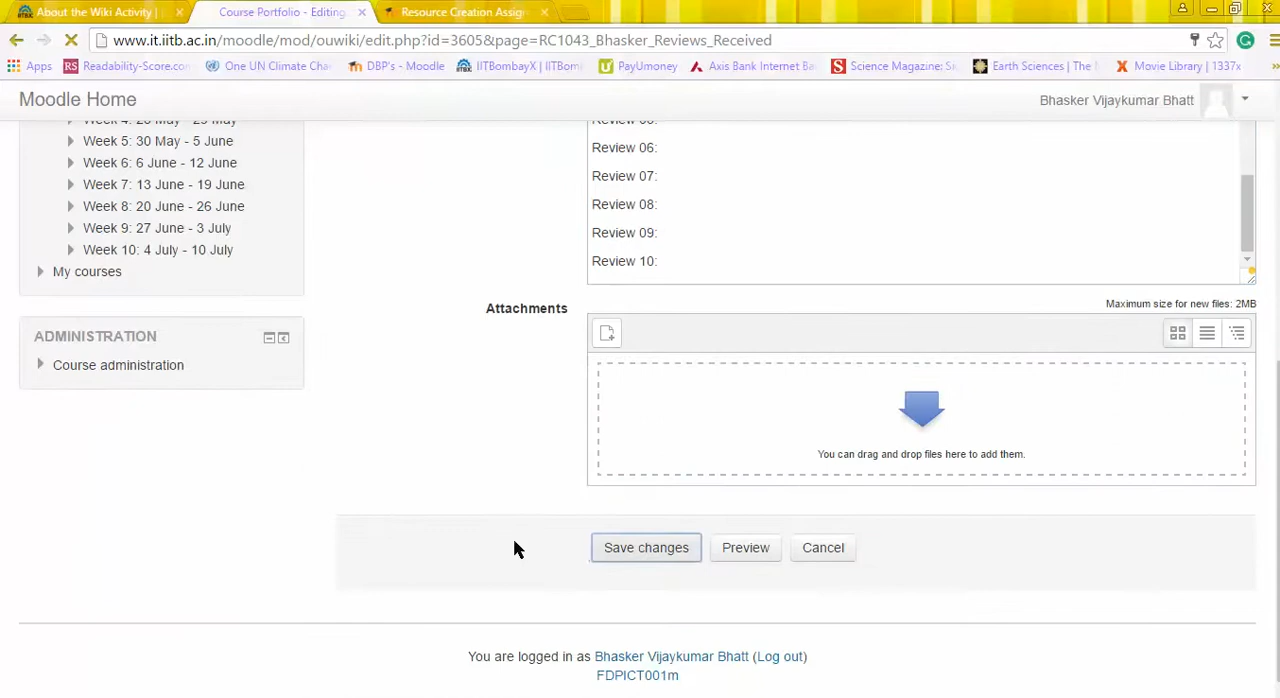 About the Wiki Activity |
Course Portfolio - Editing
Resource Creation Assig
www.it.iitb.ac.in/moodle/mod/ouwiki/edit.php?id=3605&page=RC1043_Bhasker_Reviews_Received
Apps
Readability-Score.co
One UN Climate Cha
DBP's - Moodle
IITBombayX | IITBom
PayUmoney
Axis Bank Internet Ba
Science Magazine: S
Earth Sciences | The
Movie Library | 1337x
Moodle Home
Bhasker Vijaykumar Bhatt
Week 5: 30 May - 5 June
Week 6: 6 June - 12 June
Week 7: 13 June - 19 June
Week 8: 20 June - 26 June
Week 9: 27 June - 3 July
Week 10: 4 July - 10 July
My courses
ADMINISTRATION
Course administration
Review 06:
Review 07:
Review 08:
Review 09:
Review 10:
Attachments
Maximum size for new files: 2MB
You can drag and drop files here to add them.
Save changes
Preview
Cancel
You are logged in as Bhasker Vijaykumar Bhatt (Log out)
FDPICT001m